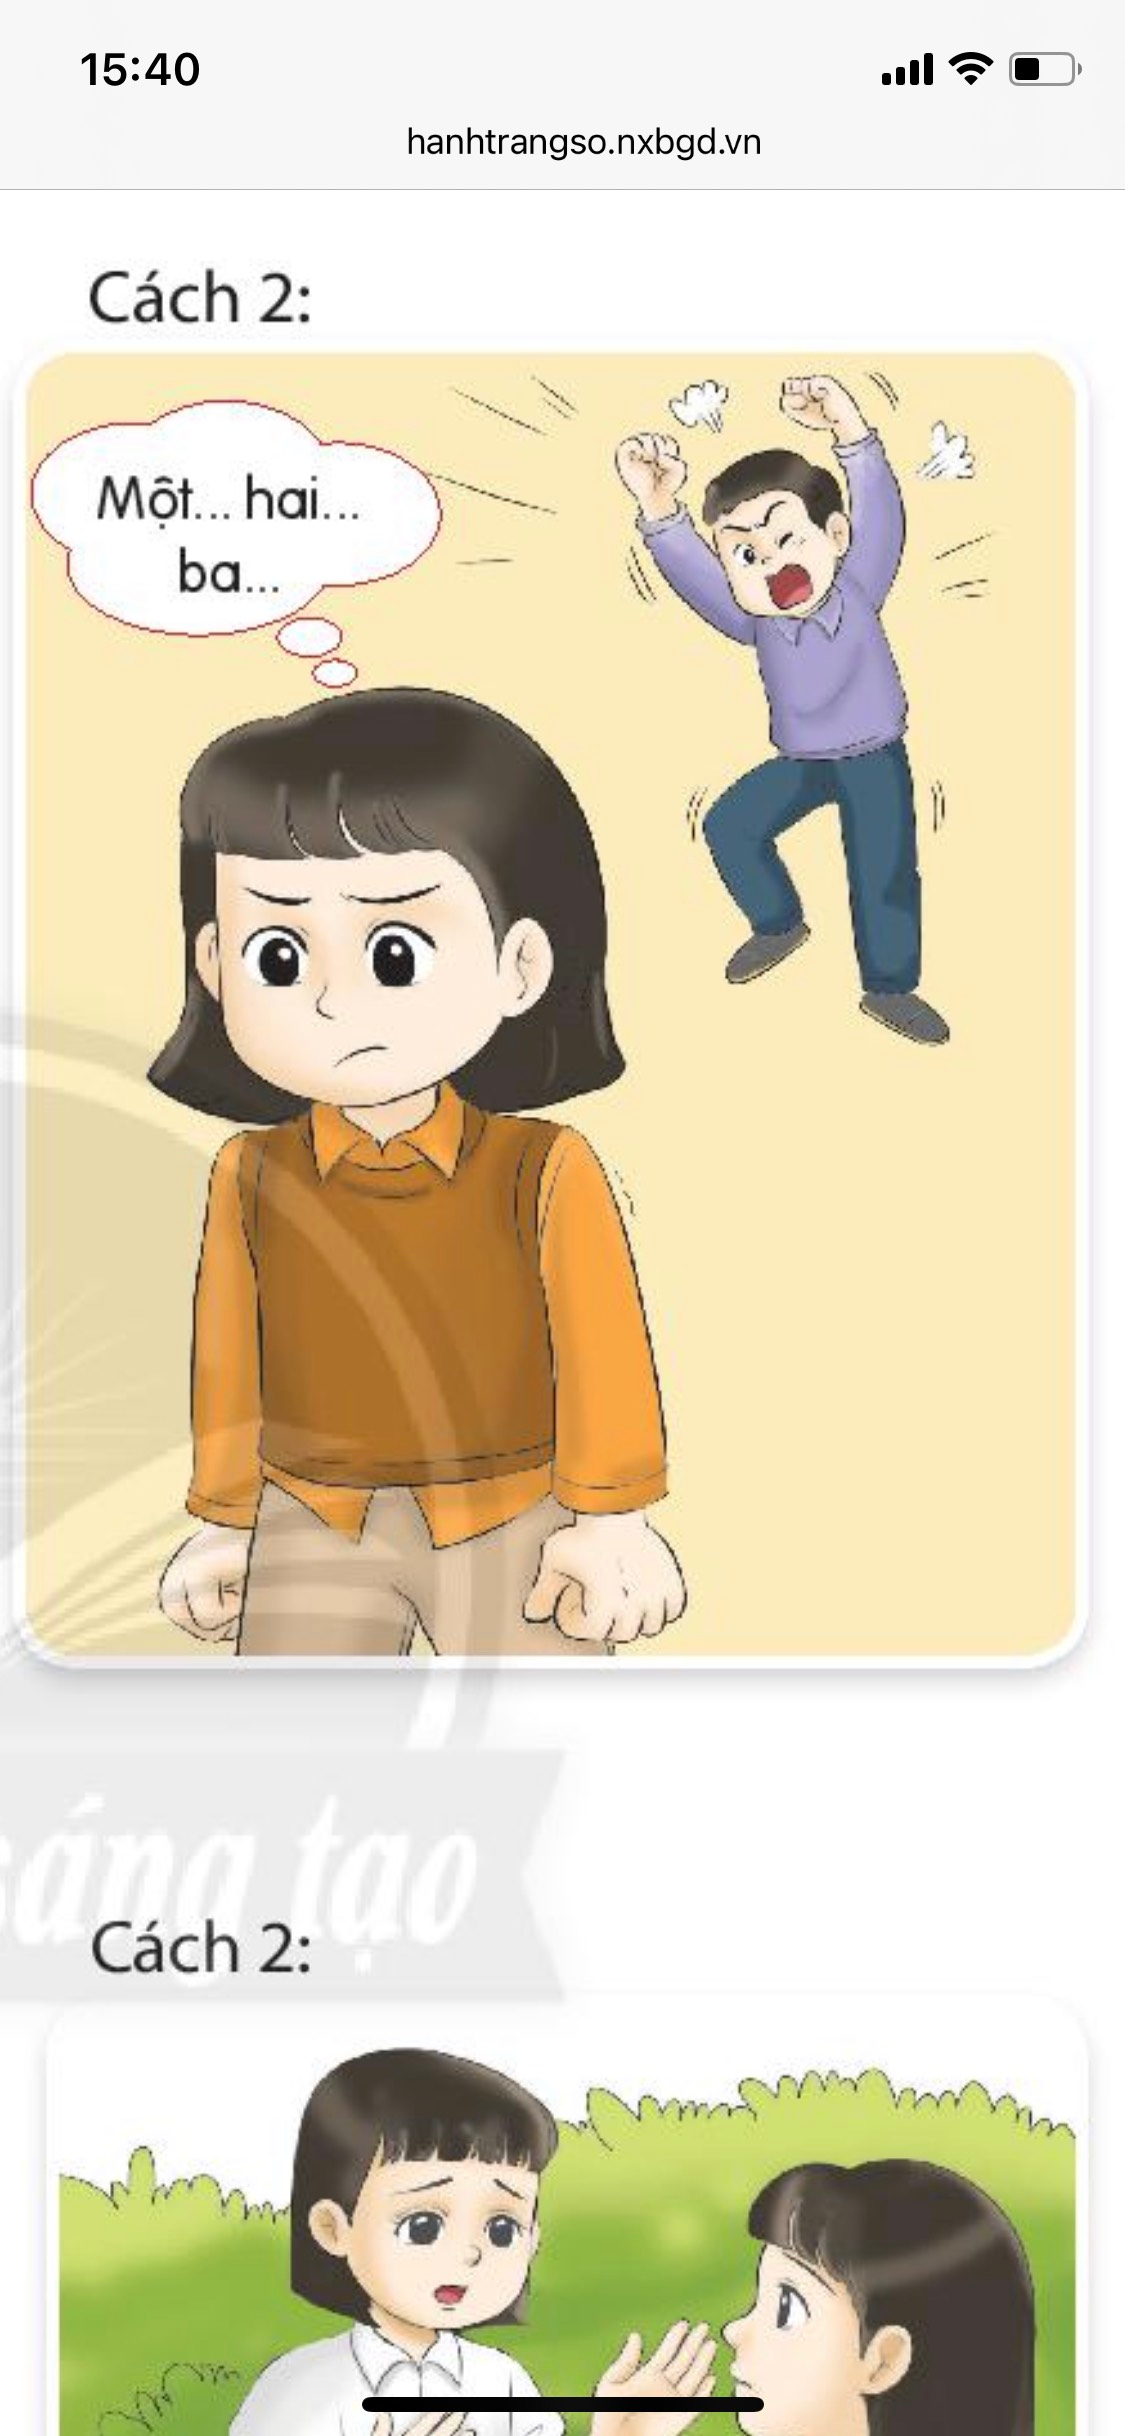 15:40
hanhtrangso.nxbgd.vn
Cách 2:
Một... hai...
ba...
sáng tạo
Cách 2: